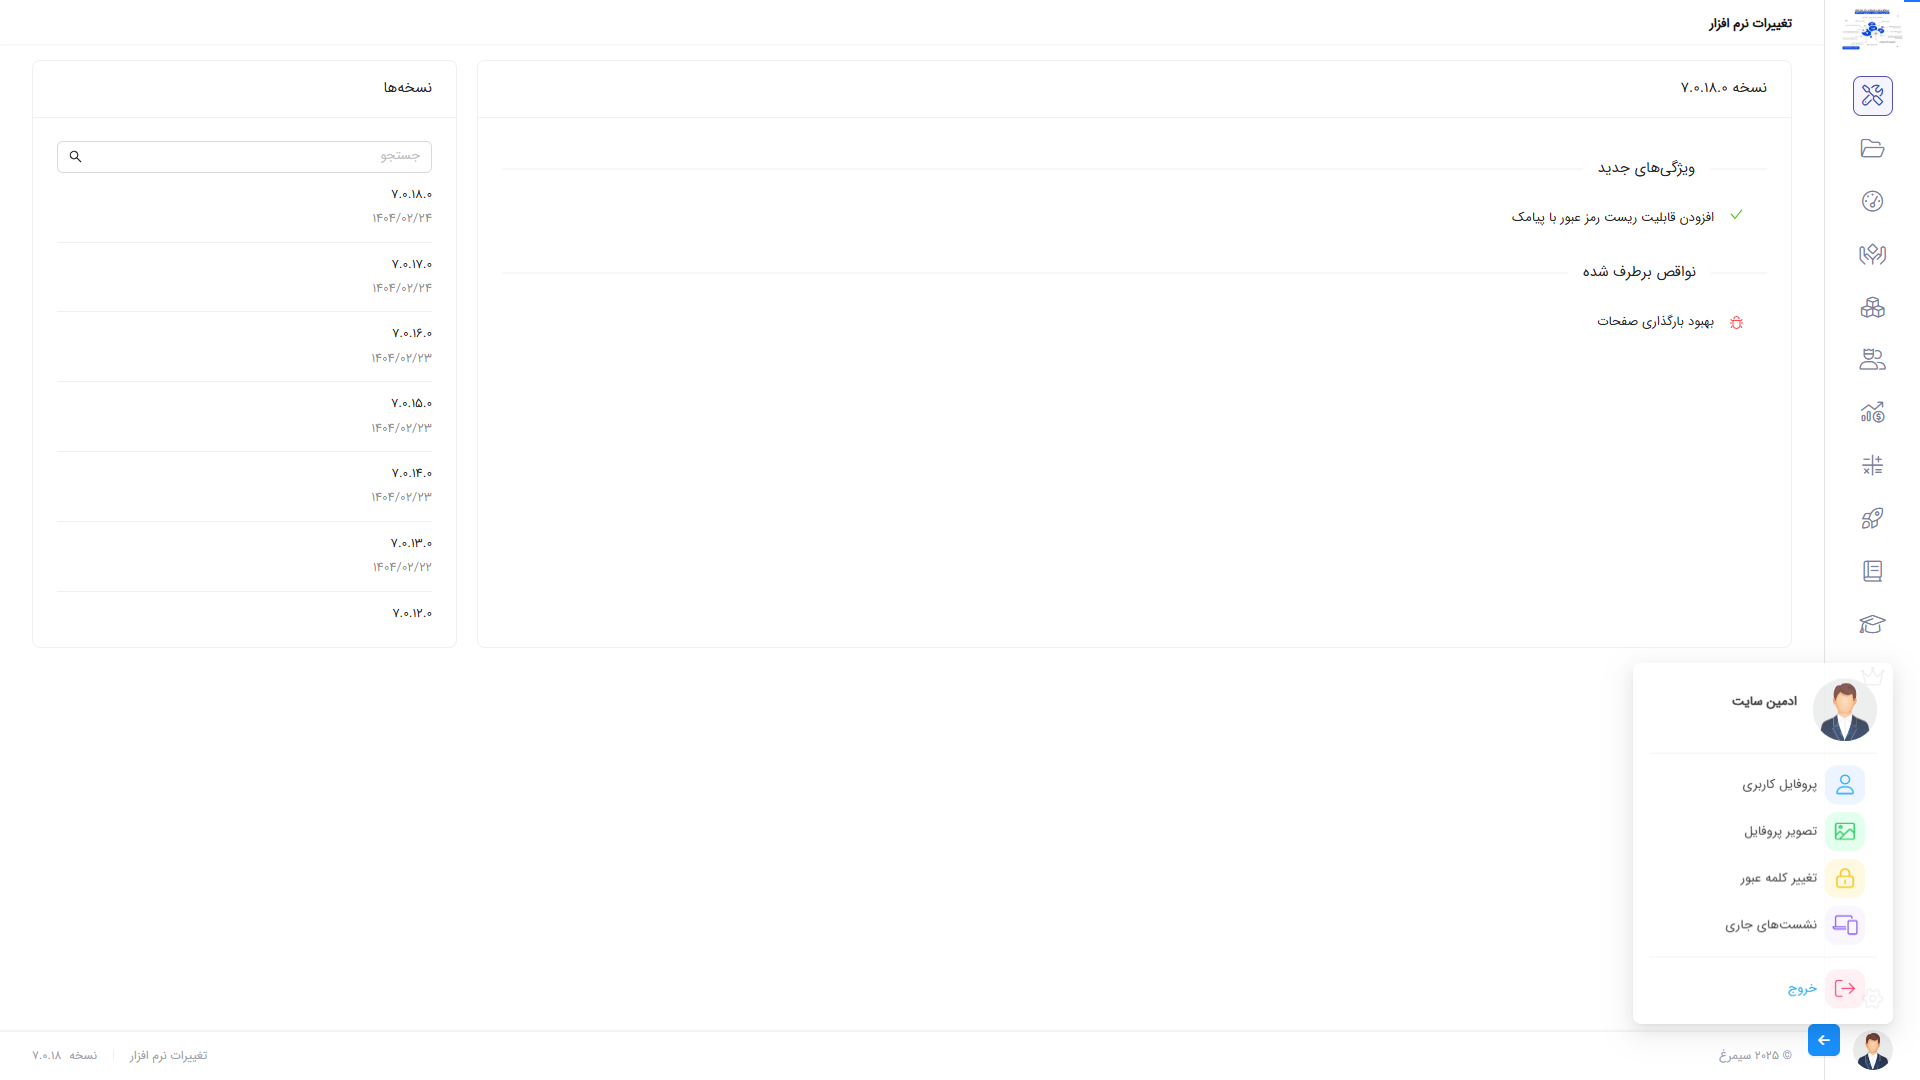 تغییرات نرم افزار
نسخه ۷.۰.۱۸.۰
ویژگی‌های جدید
افزودن قابلیت ریست رمز عبور با پیامک
نواقص برطرف شده
بهبود بارگذاری صفحات
نسخه‌ها
جستجو
۷.۰.۱۸.۰
۱۴۰۴/۰۲/۲۴
۷.۰.۱۷.۰
۱۴۰۴/۰۲/۲۴
۷.۰.۱۶.۰
۱۴۰۴/۰۲/۲۳
۷.۰.۱۵.۰
۱۴۰۴/۰۲/۲۳
۷.۰.۱۴.۰
۱۴۰۴/۰۲/۲۳
۷.۰.۱۳.۰
۱۴۰۴/۰۲/۲۲
۷.۰.۱۲.۰
ادمین سایت
پروفایل کاربری
تصویر پروفایل
تغییر کلمه عبور
نشست‌های جاری
خروج
© ۲۰۲۵ سیمرغ
تغییرات نرم افزار
نسخه ۷.۰.۱۸